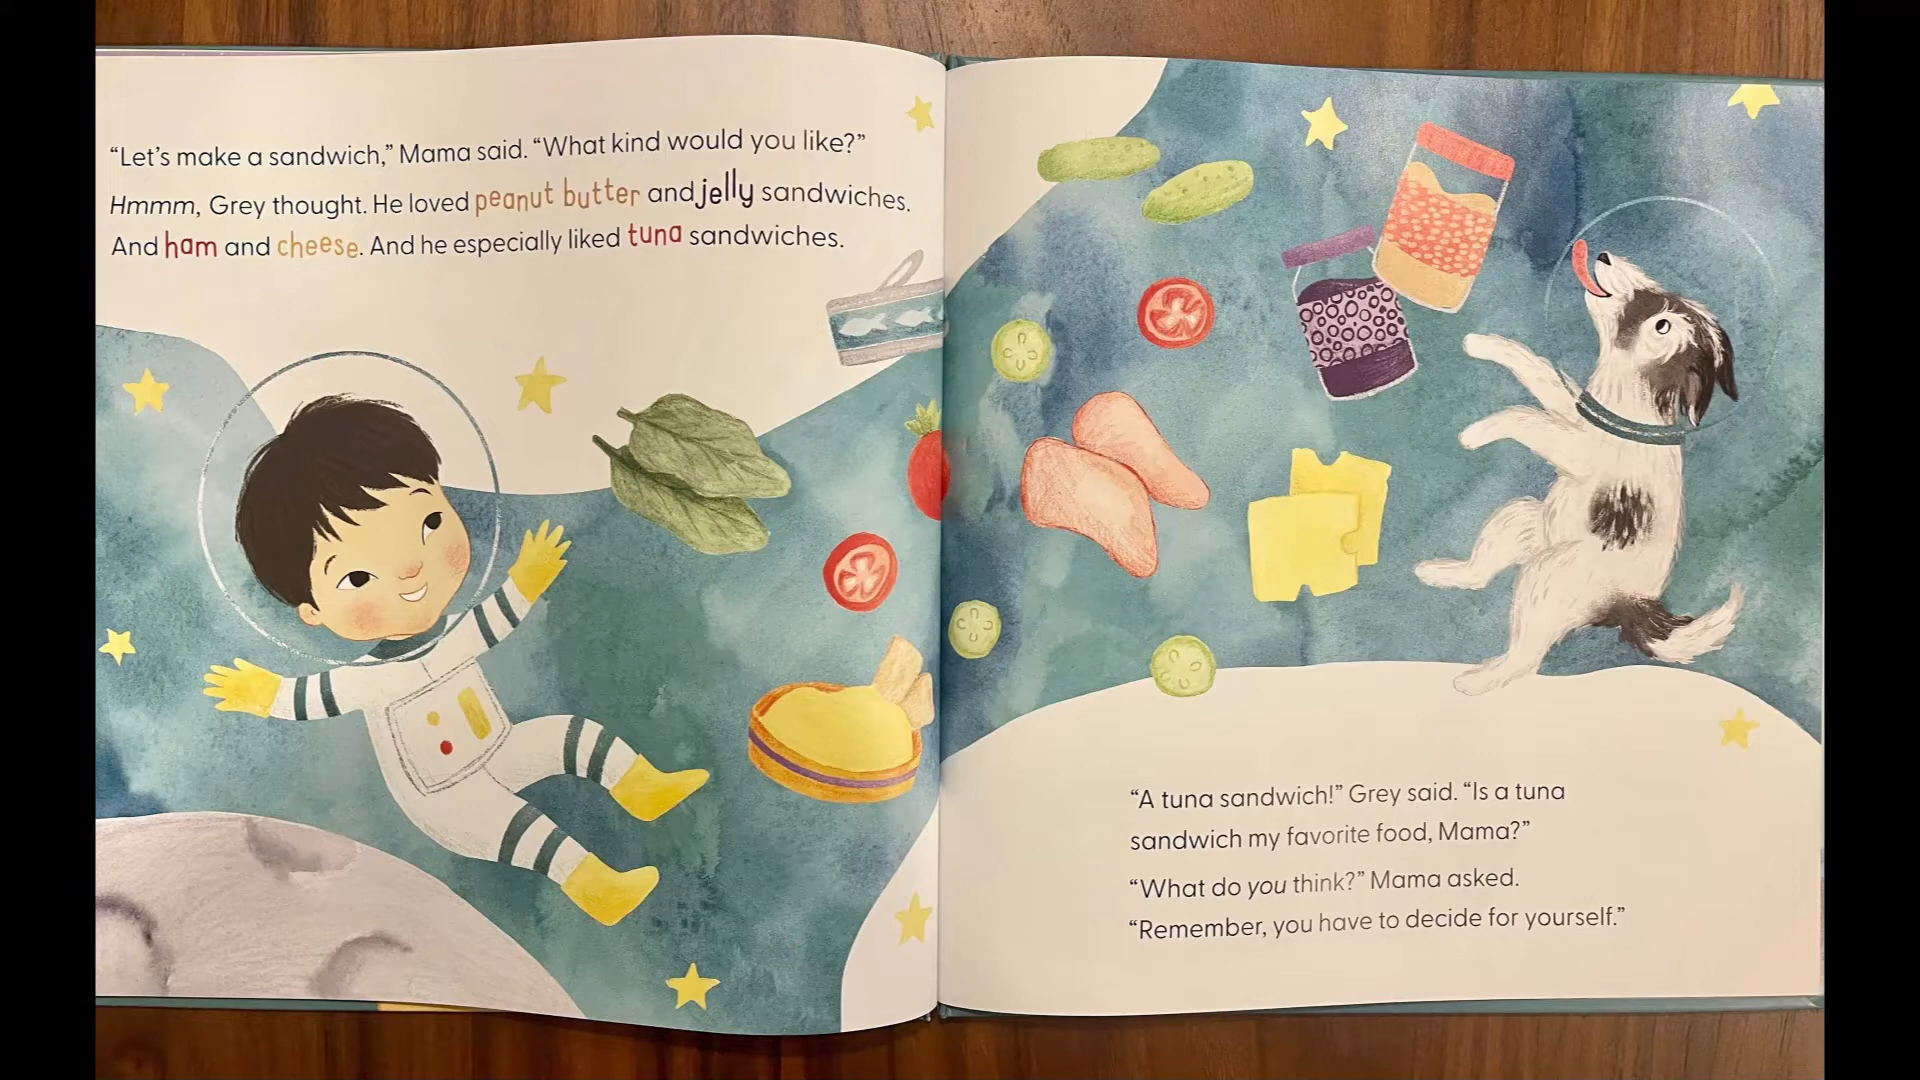 “Let’s make a sandwich,” Mama said. “What kind would you like?”
Hmmm, Grey thought. He loved peanut butter and jelly sandwiches.
And ham and cheese. And he especially liked tuna sandwiches.
“A tuna sandwich!” Grey said. “Is a tuna
sandwich my favorite food, Mama?”
“What do you think?” Mama asked.
“Remember, you have to decide for yourself.”